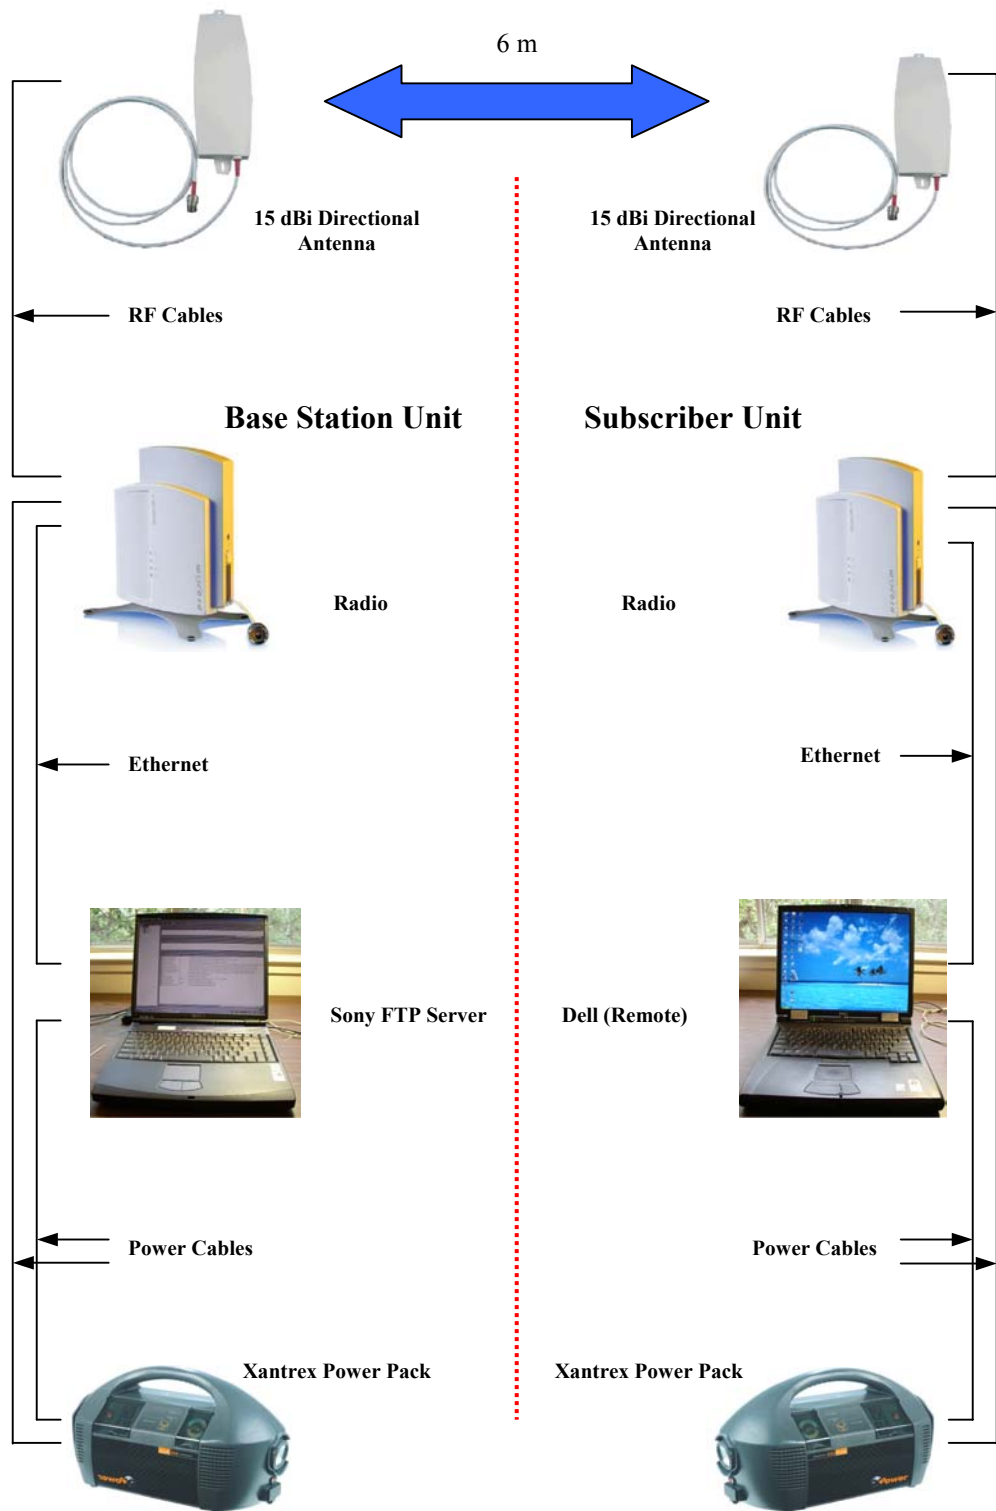 6 m
15 dBi Directional
Antenna
15 dBi Directional
Antenna
RF Cables
RF Cables
Base Station Unit
Subscriber Unit
Radio
Radio
Ethernet
Ethernet
Sony FTP Server
Dell (Remote)
Power Cables
Power Cables
Xantrex Power Pack
Xantrex Power Pack